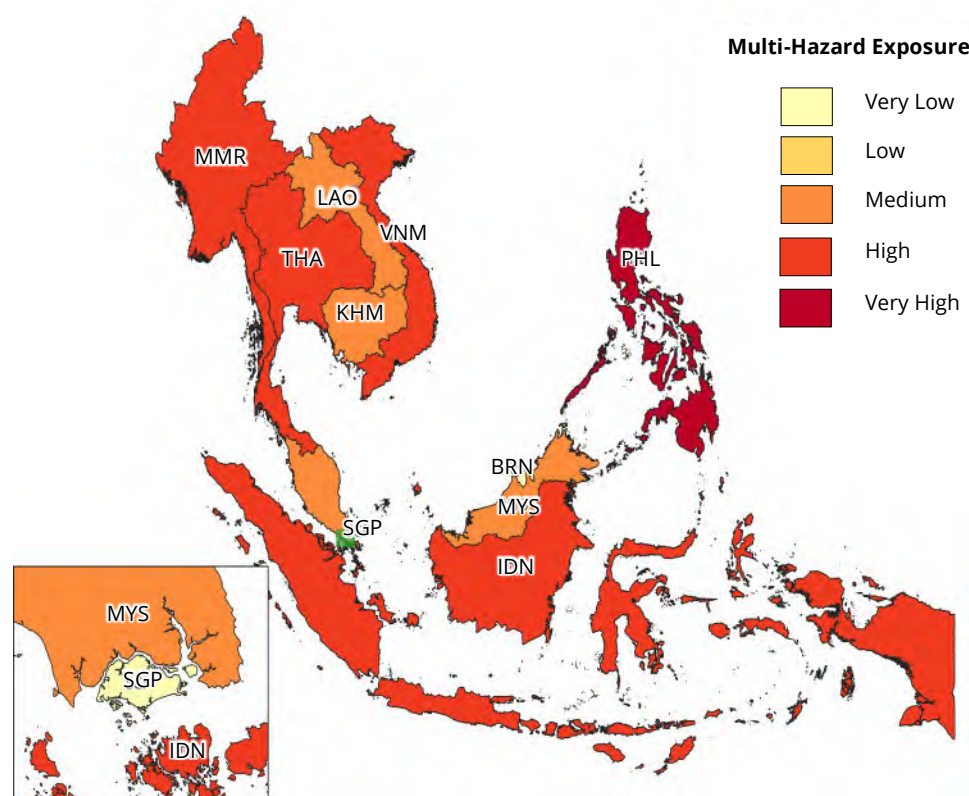 Multi-Hazard Exposure
Very Low
Low
Medium
High
Very High
MMR
LAO
VNM
THA
PHL
KHM
BRN
MYS
SGP
IDN
MYS
SGP
IDN